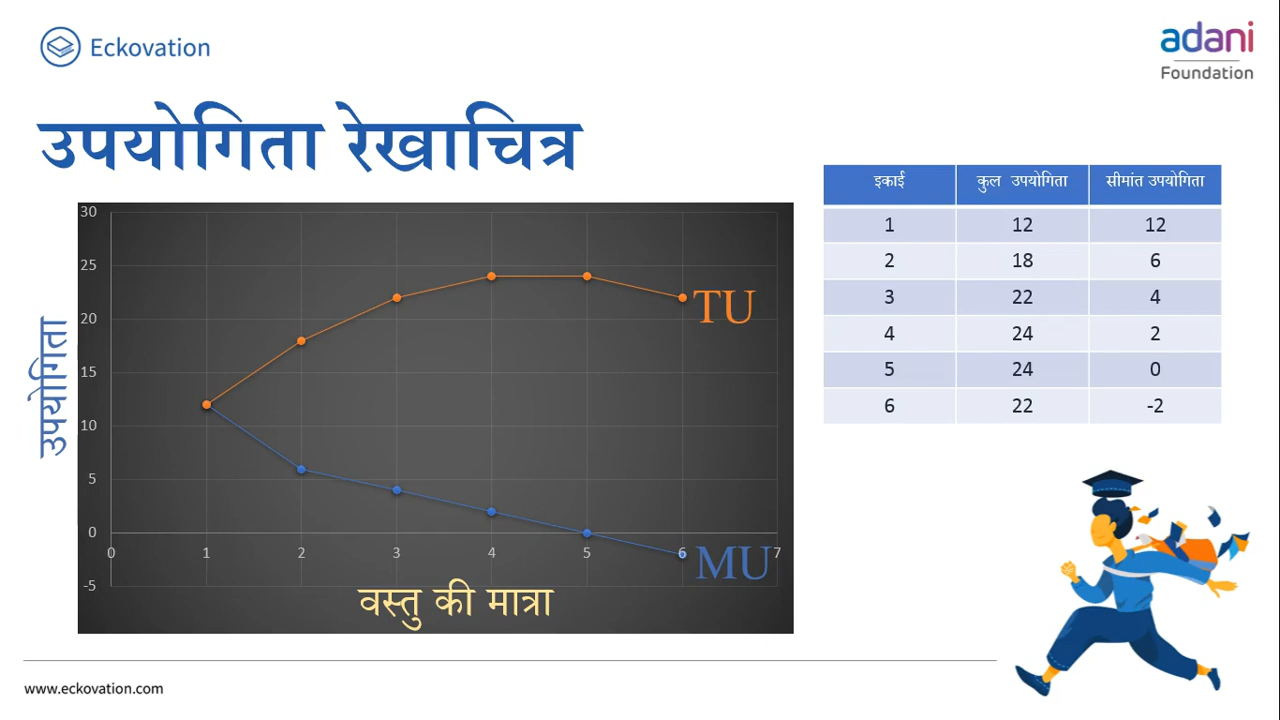 Eckovation
adani
Foundation
उपयोगिता रेखाचित्र
इकाई कुल उपयोगिता सीमांत उपयोगिता
1 12 12
2 18 6
3 22 4
4 24 2
5 24 0
6 22 -2
उपयोगिता
30
25
20
15
10
5
0
-5
0 1 2 3 4 5 6 7
TU
MU
वस्तु की मात्रा
www.eckovation.com